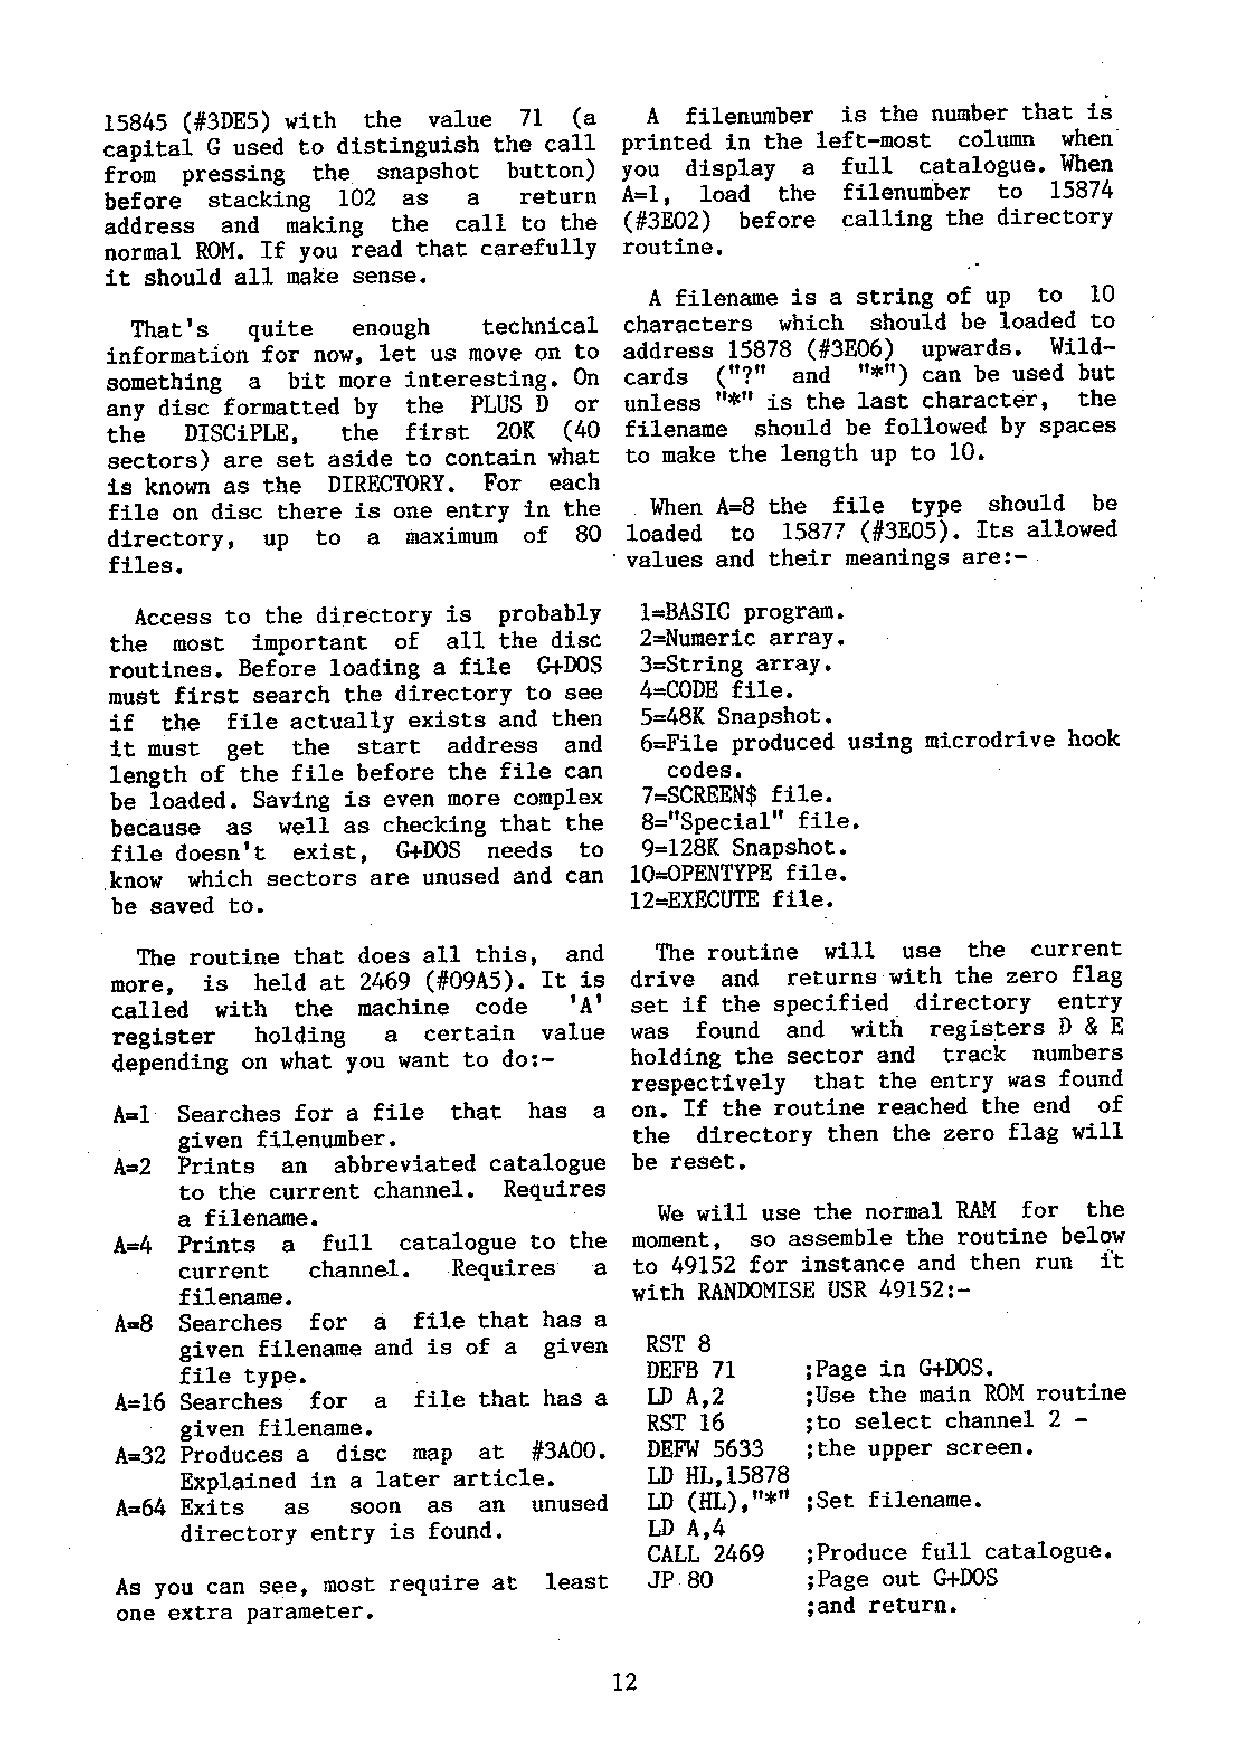 15845 (#3DE5) with the value 71 (a
capital G used to distinguish the call
from pressing the snapshot button)
before stacking 102 as a return
address and making the call to the
normal ROM. If you read that carefully
it should all make sense.
That's quite enough technical
information for now, let us move on to
something a bit more interesting. On
any disc formatted by the PLUS D or
the DISCiPLE, the first 20K (40
sectors) are set aside to contain what
is known as the DIRECTORY. For each
file on disc there is one entry in the
directory, up to a maximum of 80
files.
Access to the directory is probably
the most important of all the disc
routines. Before loading a file G+DOS
must first search the directory to see
if the file actually exists and then
it must get the start address and
length of the file before the file can
be loaded. Saving is even more complex
because as well as checking that the
file doesn't exist, G+DOS needs to
know which sectors are unused and can
be saved to.
The routine that does all this, and
more, is held at 2469 (#09A5). It is
called with the machine code 'A'
register holding a certain value
depending on what you want to do:-
A=1 Searches for a file that has a
given filenumber.
A=2 Prints an abbreviated catalogue
to the current channel. Requires
a filename.
A=4 Prints a full catalogue to the
current channel. Requires a
filename.
A=8 Searches for a file that has a
given filename and is of a given
file type.
A=16 Searches for a file that has a
given filename.
A=32 Produces a disc map at #3A00.
Explained in a later article.
A=64 Exits as soon as an unused
directory entry is found.
As you can see, most require at least
one extra parameter.
A filenumber is the number that is
printed in the left-most column when
you display a full catalogue. When
A=1, load the filenumber to 15874
(#3E02) before calling the directory
routine.
A filename is a string of up to 10
characters which should be loaded to
address 15878 (#3E06) upwards. Wild-
cards ("?" and "*") can be used but
unless "*" is the last character, the
filename should be followed by spaces
to make the length up to 10.
When A=8 the file type should be
loaded to 15877 (#3E05). Its allowed
values and their meanings are:-
1=BASIC program.
2=Numeric array.
3=String array.
4=CODE file.
5=48K Snapshot.
6=File produced using microdrive hook
codes.
7=SCREEN$ file.
8="Special" file.
9=128K Snapshot.
10=OPENTYPE file.
12=EXECUTE file.
The routine will use the current
drive and returns with the zero flag
set if the specified directory entry
was found and with registers D & E
holding the sector and track numbers
respectively that the entry was found
on. If the routine reached the end of
the directory then the zero flag will
be reset.
We will use the normal RAM for the
moment, so assemble the routine below
to 49152 for instance and then run it
with RANDOMISE USR 49152:-
RST 8
DEFB 71 ;Page in G+DOS.
LD A,2 ;Use the main ROM routine
RST 16 ;to select channel 2 -
DEFW 5633 ;the upper screen.
LD HL,15878
LD (HL),"*" ;Set filename.
LD A,4
CALL 2469 ;Produce full catalogue.
JP 80 ;Page out G+DOS
;and return.
12